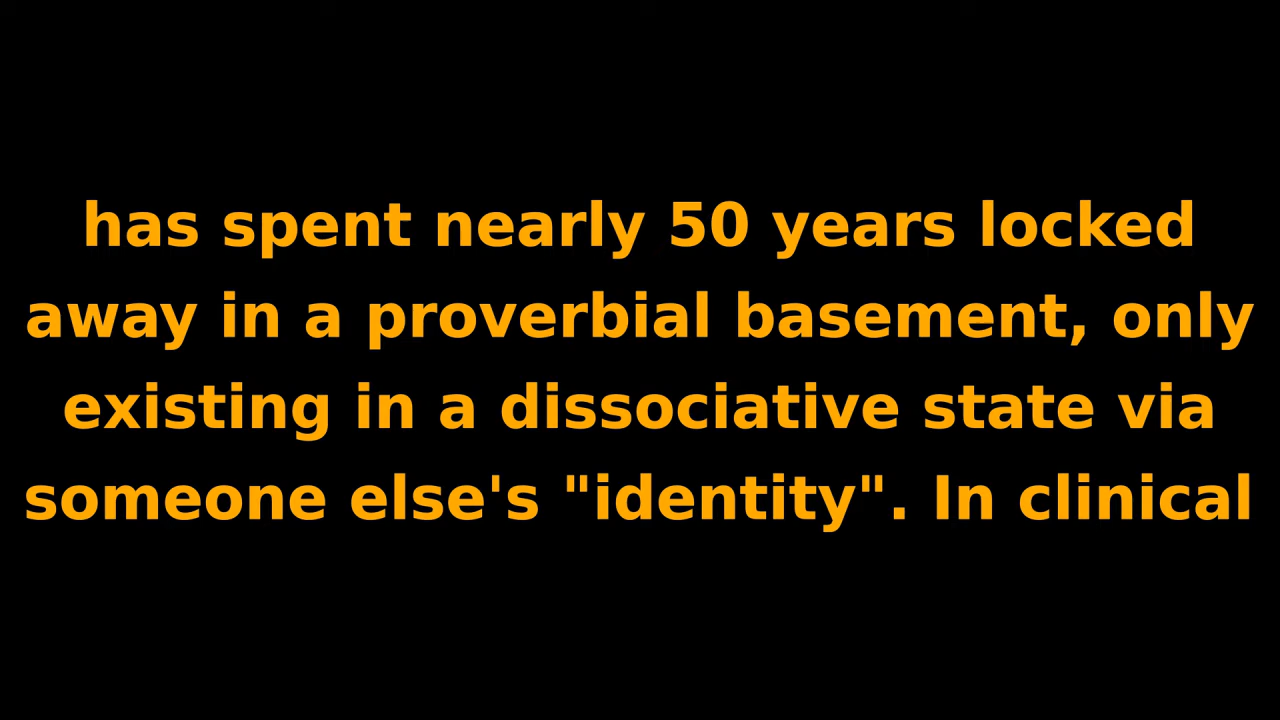 has spent nearly 50 years locked
away in a proverbial basement, only
existing in a dissociative state via
someone else's "identity". In clinical